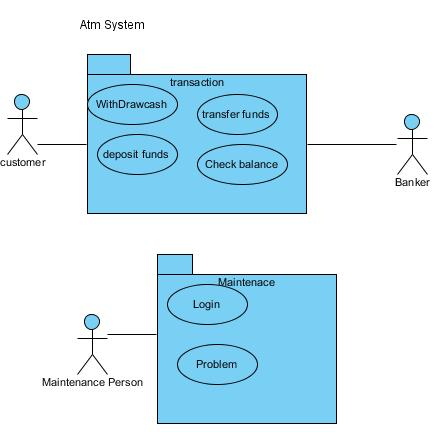 Atm System
transaction
WithDrawcash
transfer funds
deposit funds
Check balance
customer
Banker
Maintenace
Login
Problem
Maintenance Person